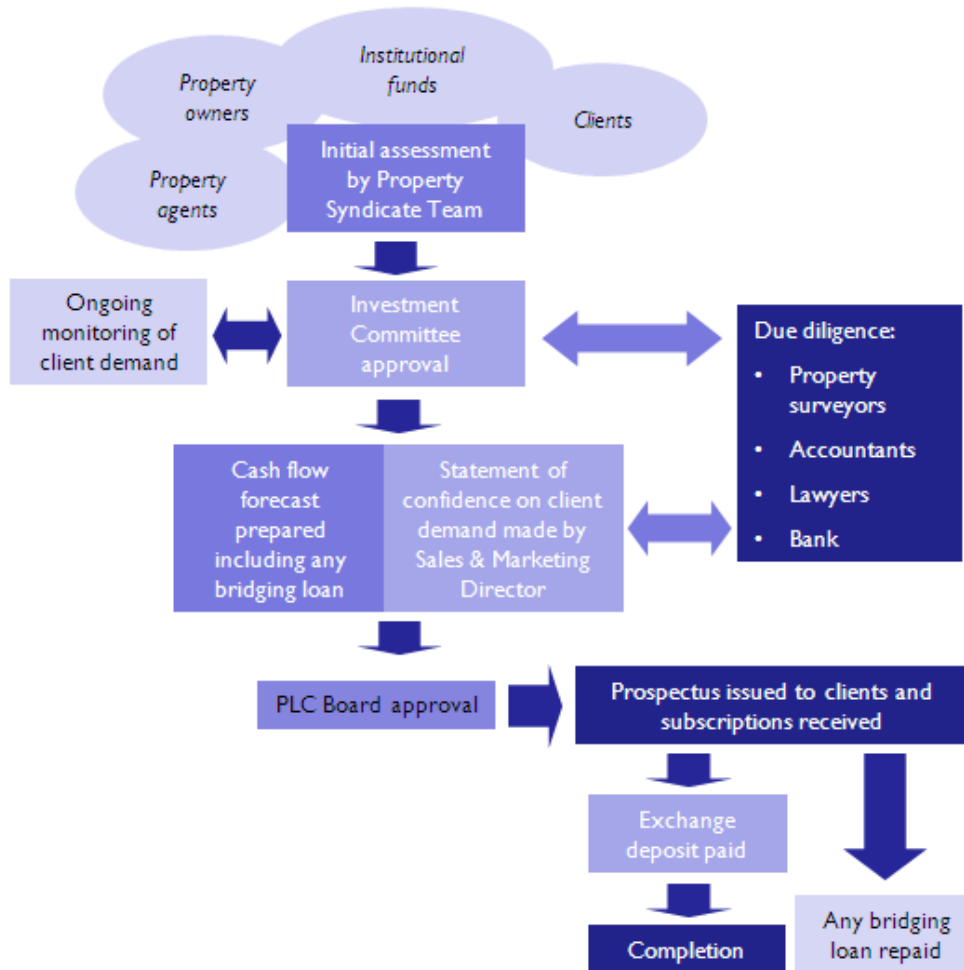 Institutional
funds
Property
owners
Clients
Property
agents
Initial assessment
by Property
Syndicate Team
Ongoing
monitoring of
client demand
Investment
Committee
approval
Due diligence:
• Property
surveyors
• Accountants
• Lawyers
• Bank
Cash flow
forecast
prepared
including any
bridging loan
Statement of
confidence on client
demand made by
Sales & Marketing
Director
PLC Board approval
Prospectus issued to clients and
subscriptions received
Exchange
deposit paid
Completion
Any bridging
loan repaid